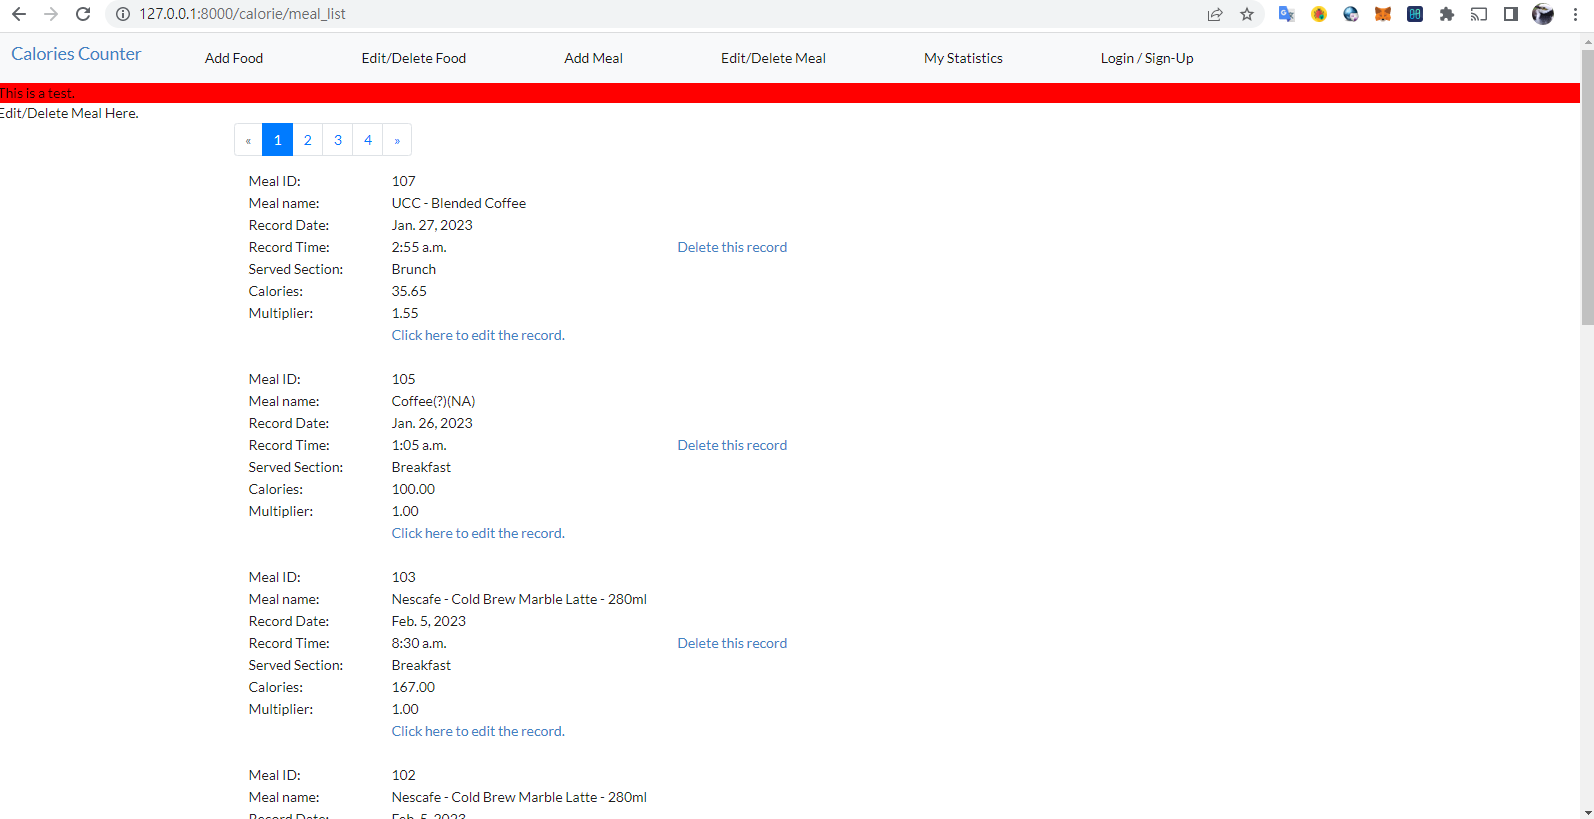 127.0.0.1:8000/calorie/meal_list
Calories Counter Add Food Edit/Delete Food Add Meal Edit/Delete Meal My Statistics Login / Sign-Up
This is a test.
Edit/Delete Meal Here.
« 1 2 3 4 »
Meal ID: 107
Meal name: UCC - Blended Coffee
Record Date: Jan. 27, 2023
Record Time: 2:55 a.m. Delete this record
Served Section: Brunch
Calories: 35.65
Multiplier: 1.55
Click here to edit the record.
Meal ID: 105
Meal name: Coffee(?)(NA)
Record Date: Jan. 26, 2023
Record Time: 1:05 a.m. Delete this record
Served Section: Breakfast
Calories: 100.00
Multiplier: 1.00
Click here to edit the record.
Meal ID: 103
Meal name: Nescafe - Cold Brew Marble Latte - 280ml
Record Date: Feb. 5, 2023
Record Time: 8:30 a.m. Delete this record
Served Section: Breakfast
Calories: 167.00
Multiplier: 1.00
Click here to edit the record.
Meal ID: 102
Meal name: Nescafe - Cold Brew Marble Latte - 280ml
Record Date: Feb. 5, 2023